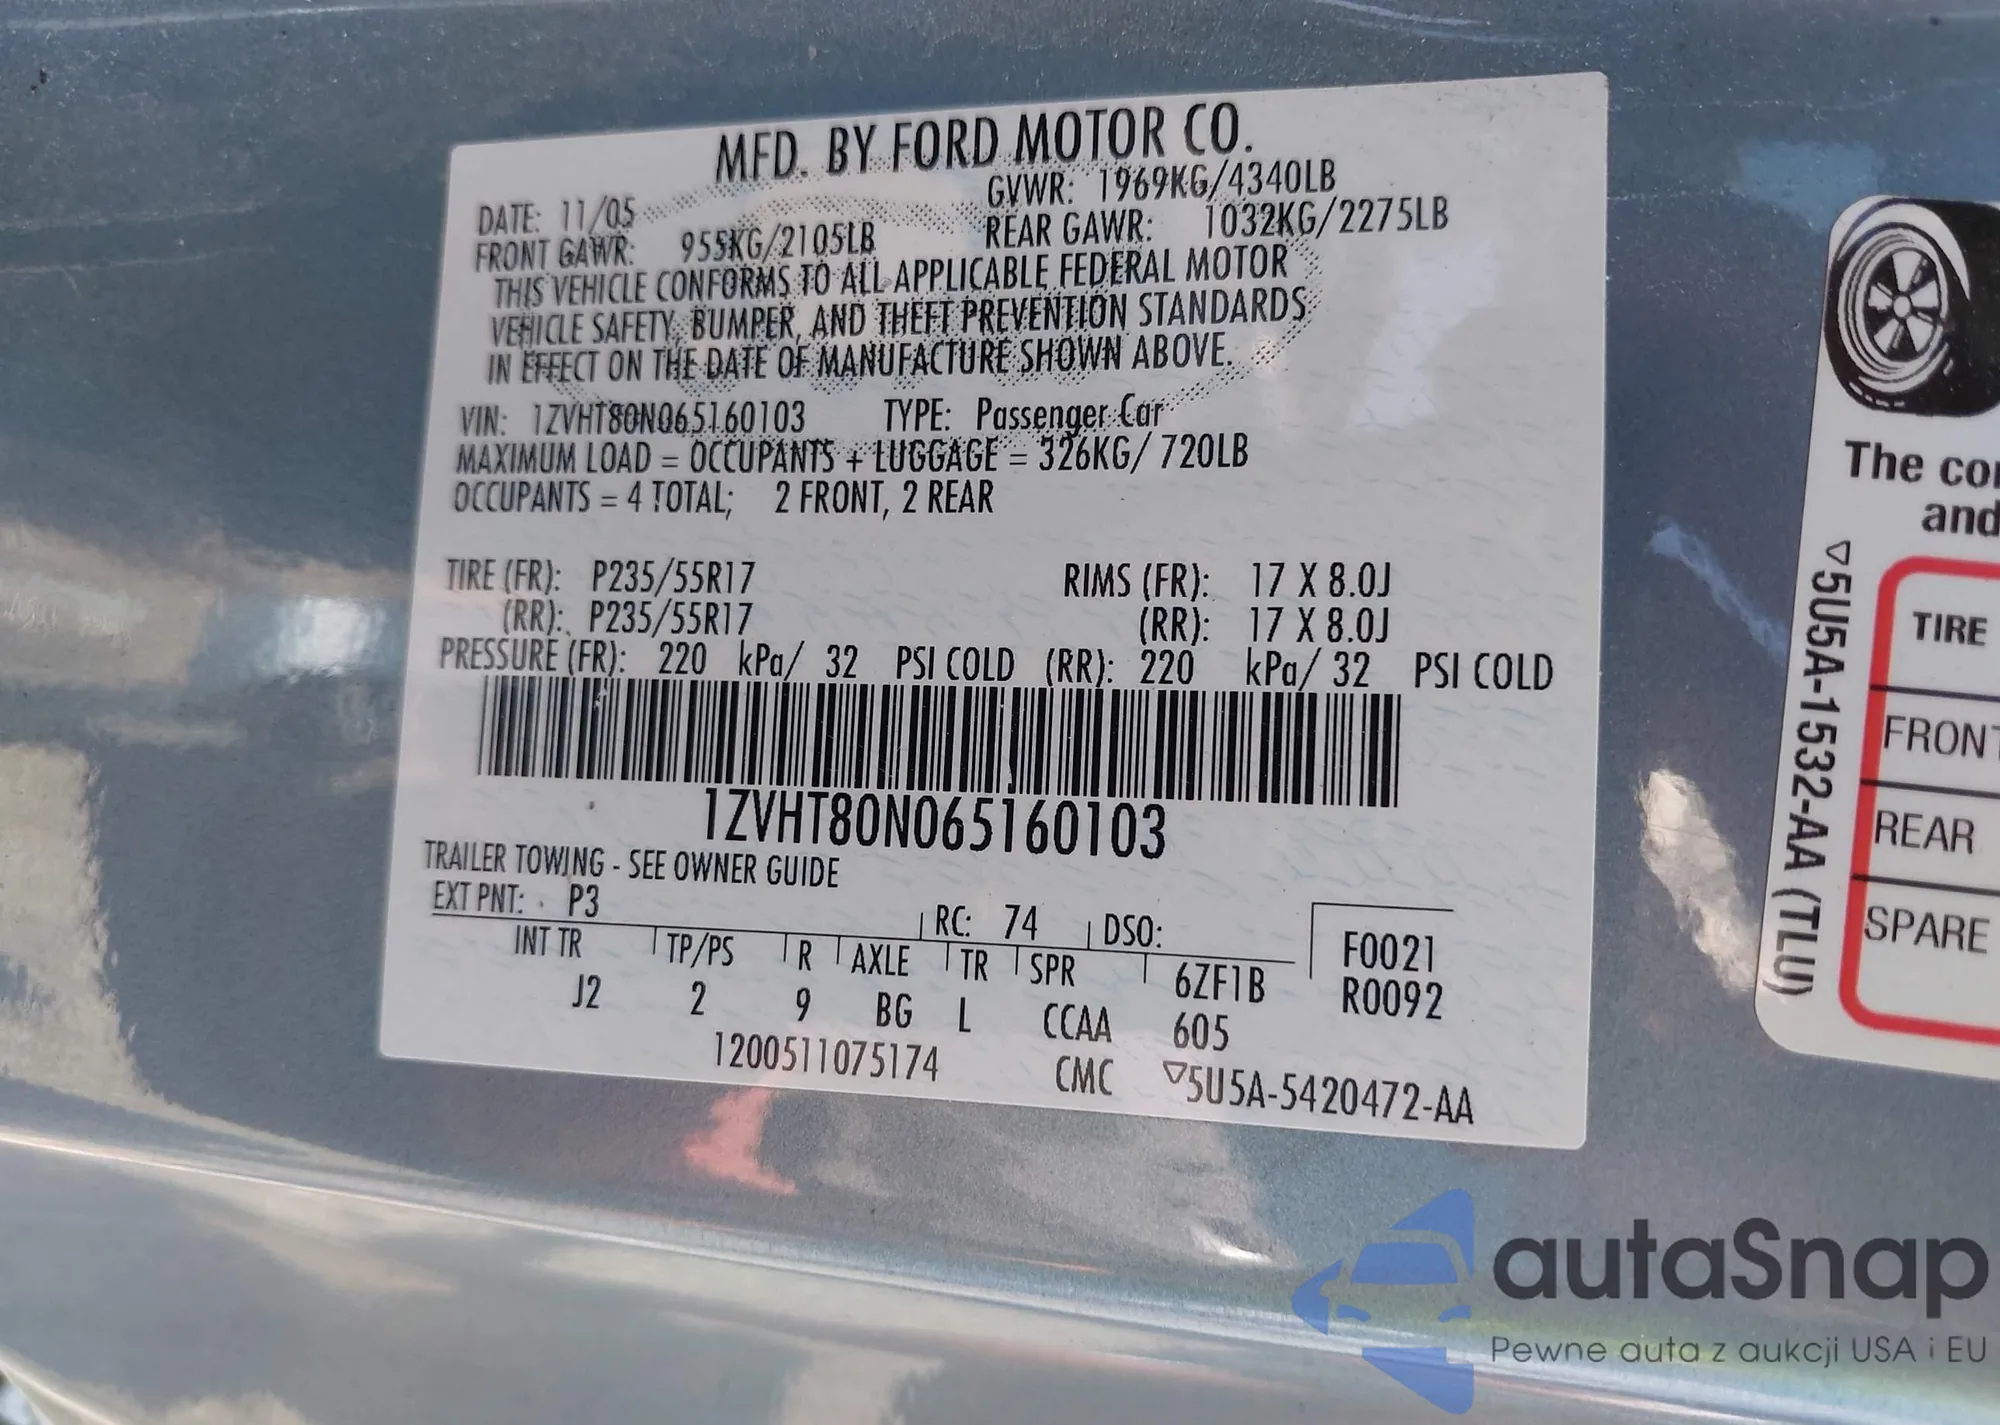 MFD. BY FORD MOTOR CO.
DATE: 11/05 GVWR: 1969KG/4340LB
FRONT GAWR: 955KG/2105LB REAR GAWR: 1032KG/2275LB
THIS VEHICLE CONFORMS TO ALL APPLICABLE FEDERAL MOTOR
VEHICLE SAFETY, BUMPER, AND THEFT PREVENTION STANDARDS
IN EFFECT ON THE DATE OF MANUFACTURE SHOWN ABOVE.
VIN: 1ZVHT80N065160103 TYPE: Passenger Car
MAXIMUM LOAD = OCCUPANTS + LUGGAGE = 326KG/ 720LB
OCCUPANTS = 4 TOTAL; 2 FRONT, 2 REAR
TIRE (FR): P235/55R17 RIMS (FR): 17 X 8.0J
(RR): P235/55R17 (RR): 17 X 8.0J
PRESSURE (FR): 220 kPa/ 32 PSI COLD (RR): 220 kPa/ 32 PSI COLD
1ZVHT80N065160103
TRAILER TOWING - SEE OWNER GUIDE
EXT PNT: P3 RC: 74 DSO: F0021
INT TR TP/PS R AXLE TR SPR 6ZF1B R0092
J2 2 9 BG L CCAA 605
1200511075174 CMC ▽5U5A-5420472-AA
The
and
▽5U5A-1532-AA (TLU)
TIRE
FRONT
REAR
SPARE
autaSnap
Pewne auta z aukcji USA i EU